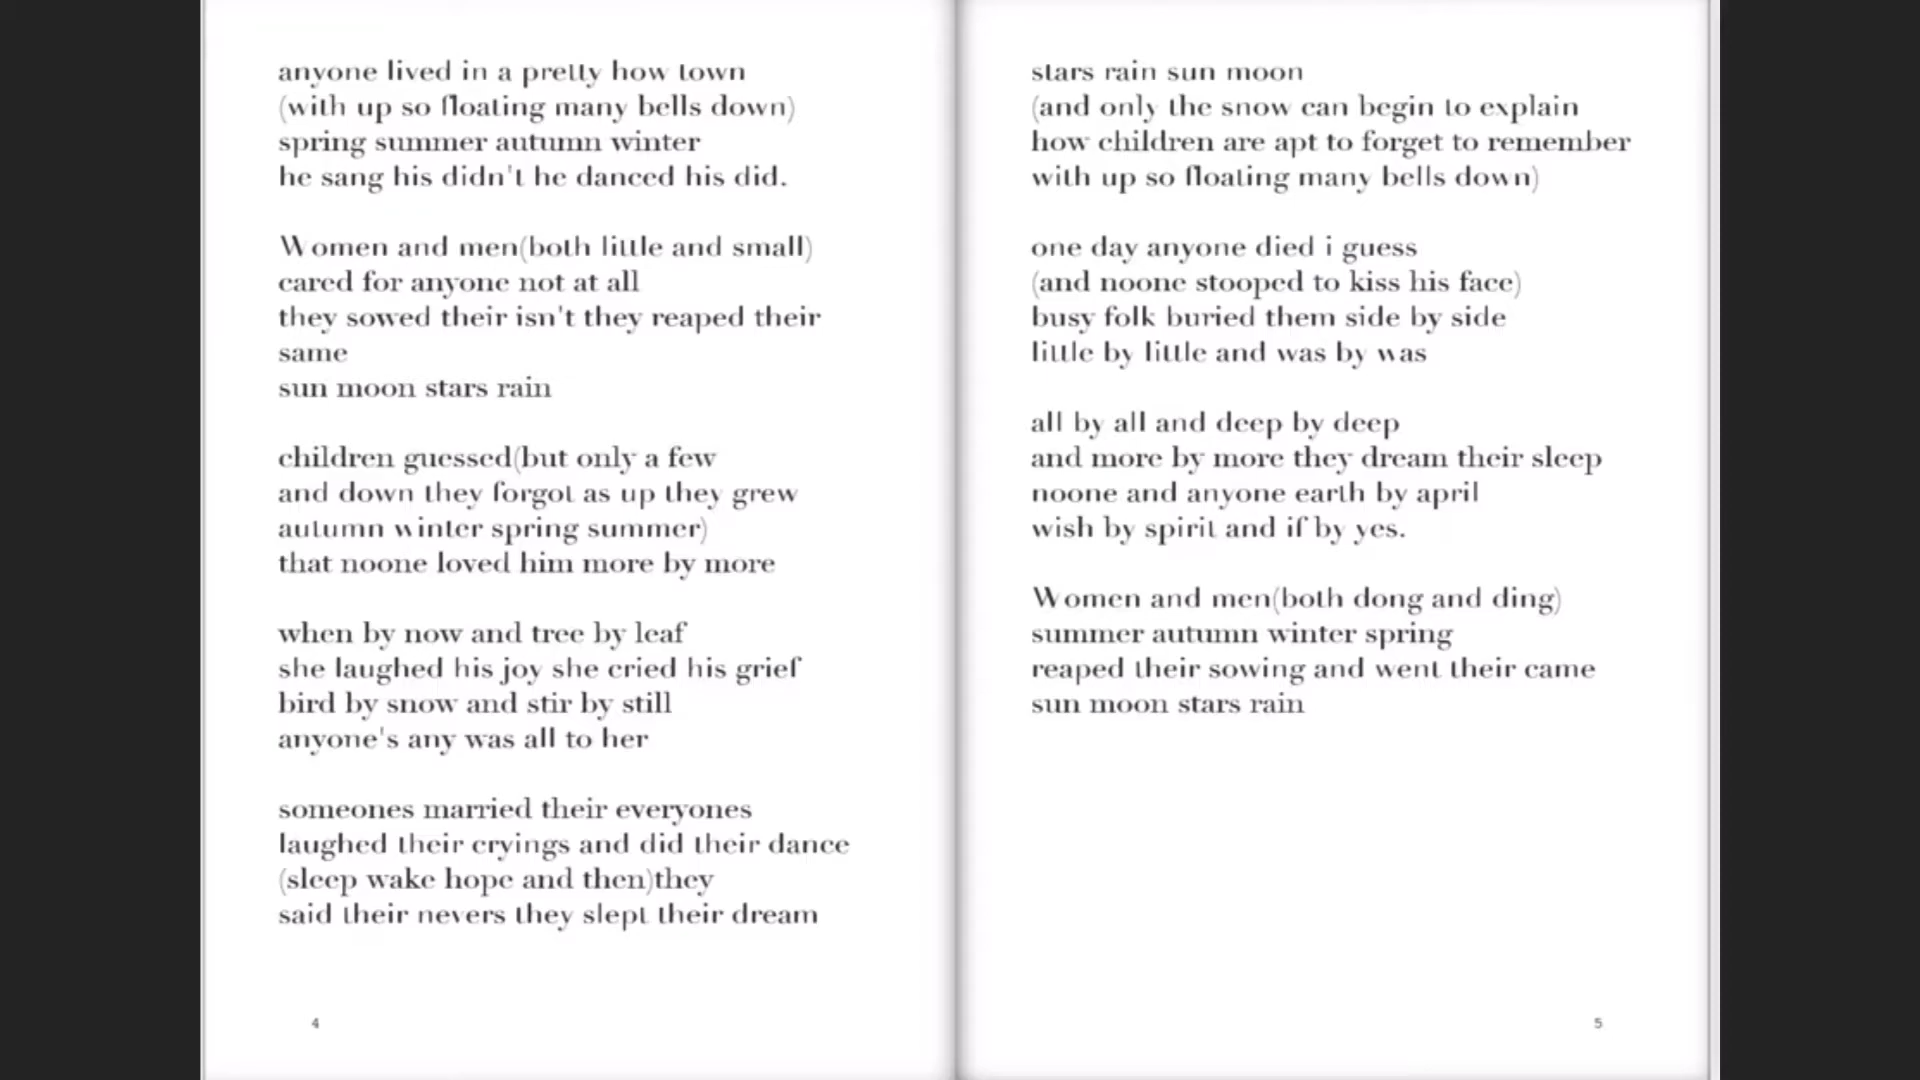 anyone lived in a pretty how town
(with up so floating many bells down)
spring summer autumn winter
he sang his didn't he danced his did.
Women and men(both little and small)
cared for anyone not at all
they sowed their isn't they reaped their
same
sun moon stars rain
children guessed(but only a few
and down they forgot as up they grew
autumn winter spring summer)
that noone loved him more by more
when by now and tree by leaf
she laughed his joy she cried his grief
bird by snow and stir by still
anyone's any was all to her
someones married their everyones
laughed their cryings and did their dance
(sleep wake hope and then)they
said their nevers they slept their dream
4
stars rain sun moon
(and only the snow can begin to explain
how children are apt to forget to remember
with up so floating many bells down)
one day anyone died i guess
(and noone stooped to kiss his face)
busy folk buried them side by side
little by little and was by was
all by all and deep by deep
and more by more they dream their sleep
noone and anyone earth by april
wish by spirit and if by yes.
Women and men(both dong and ding)
summer autumn winter spring
reaped their sowing and went their came
sun moon stars rain
5